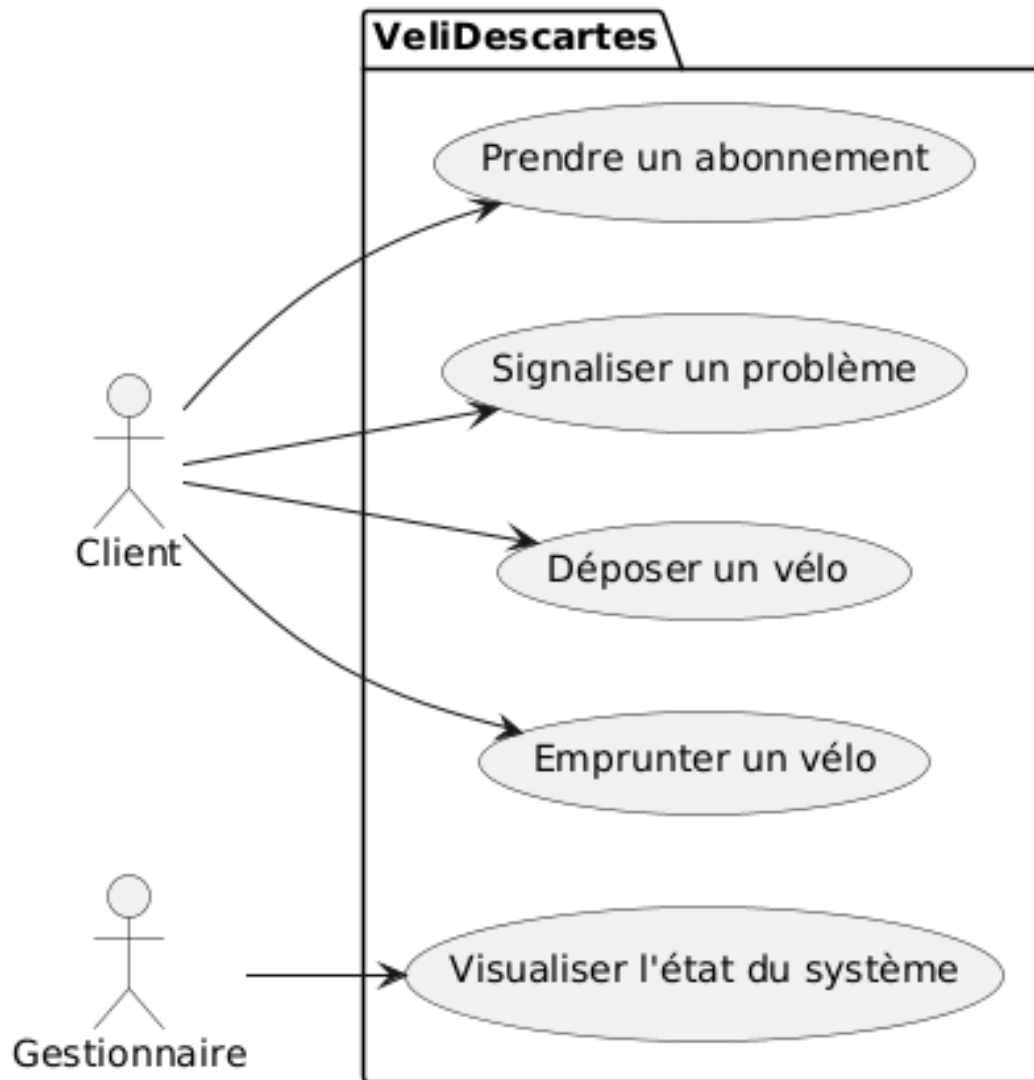 VeliDescartes
Prendre un abonnement
Signaliser un problème
Client
Déposer un vélo
Emprunter un vélo
Visualiser l'état du système
Gestionnaire